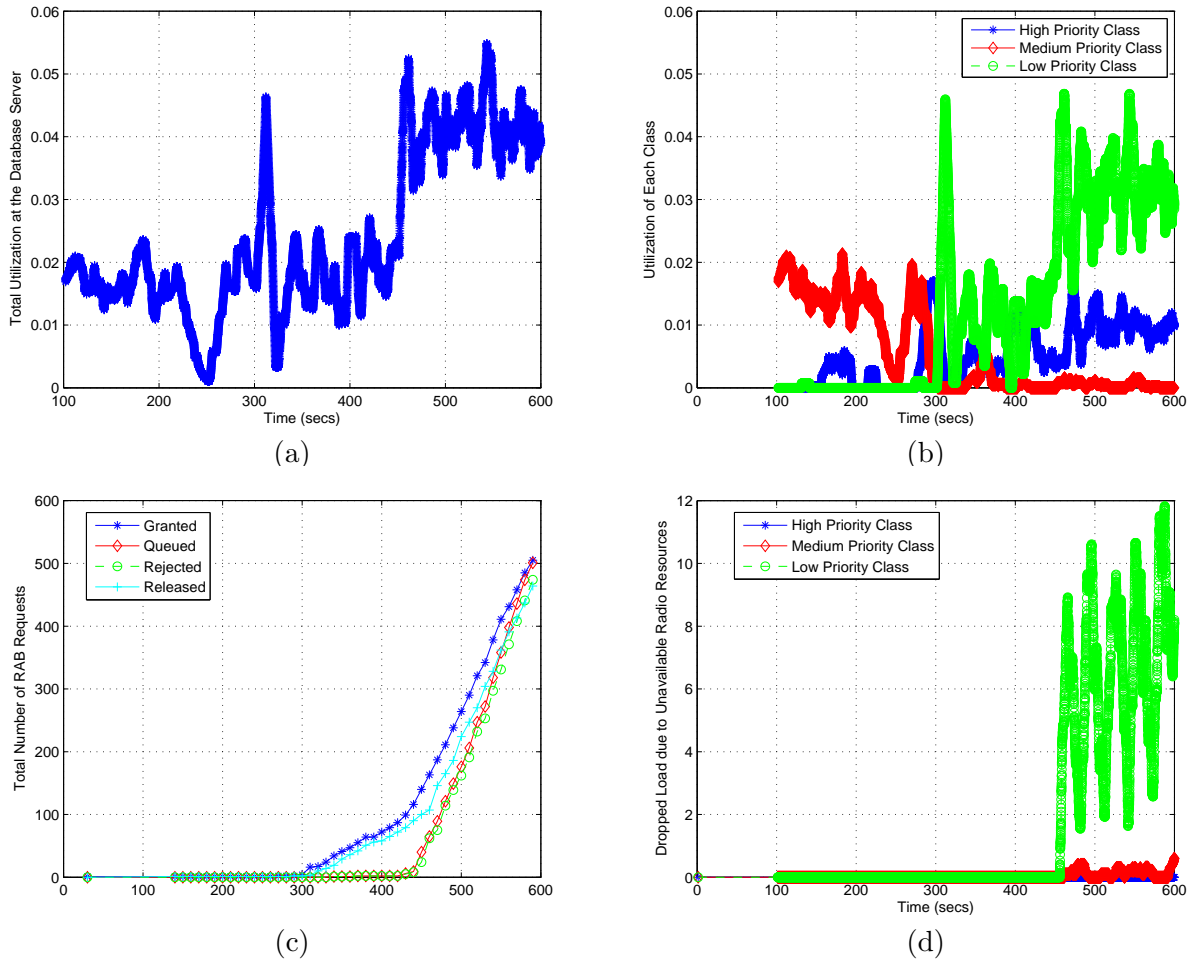 0.06
0.05
0.04
0.03
0.02
0.01
0
100 200 300 400 500 600
Time (secs)
Total Utilization at the Database Server
(a)
0.06
0.05
0.04
0.03
0.02
0.01
0
0 100 200 300 400 500 600
Time (secs)
Utilization of Each Class
High Priority Class
Medium Priority Class
Low Priority Class
(b)
600
500
400
300
200
100
0
0 100 200 300 400 500 600
Total Number of RAB Requests
Granted
Queued
Rejected
Released
(c)
12
10
8
6
4
2
0
0 100 200 300 400 500 600
Time (secs)
Dropped Load due to Unavailable Radio Resources
High Priority Class
Medium Priority Class
Low Priority Class
(d)